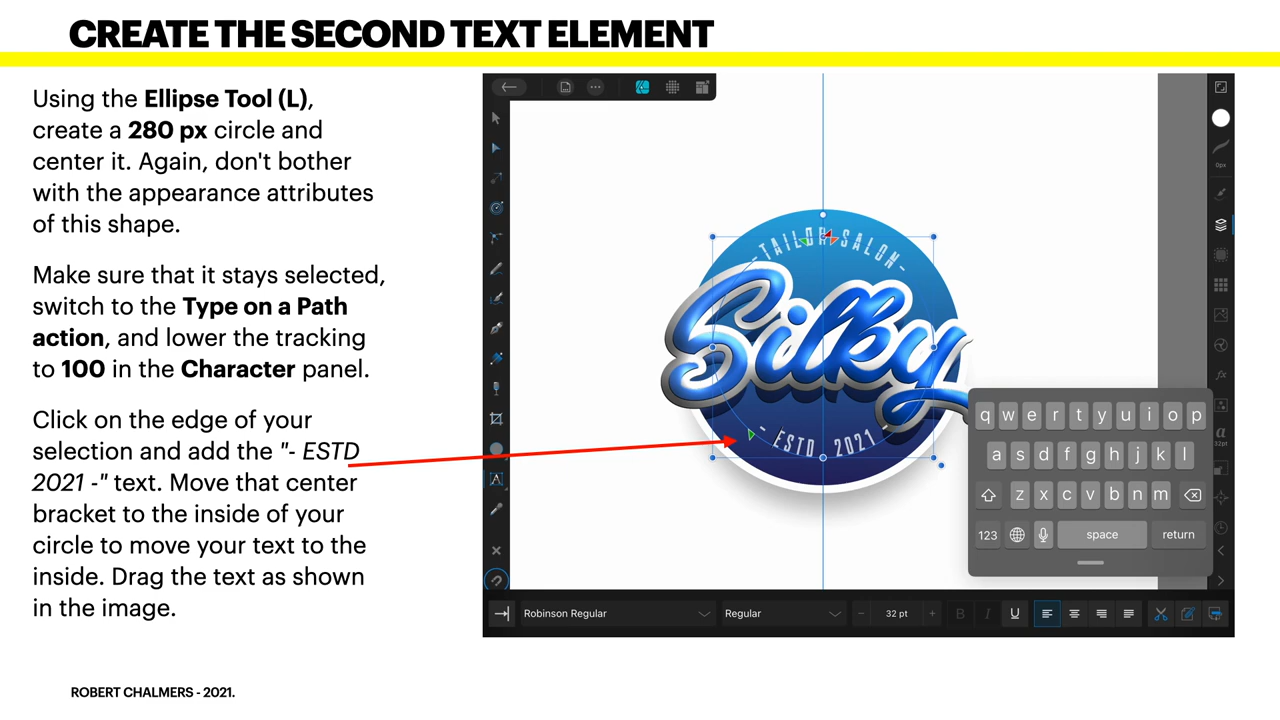 CREATE THE SECOND TEXT ELEMENT
Using the Ellipse Tool (L),
create a 280 px circle and
center it. Again, don't bother
with the appearance attributes
of this shape.
Make sure that it stays selected,
switch to the Type on a Path
action, and lower the tracking
to 100 in the Character panel.
Click on the edge of your
selection and add the "- ESTD
2021 -" text. Move that center
bracket to the inside of your
circle to move your text to the
inside. Drag the text as shown
in the image.
0px
- TAILOR SALON -
Silky
- ESTD 2021
32pt
q w e r t y u i o p
a s d f g h j k l
z x c v b n m
123 space return
Robinson Regular Regular 32 pt B I U
ROBERT CHALMERS - 2021.